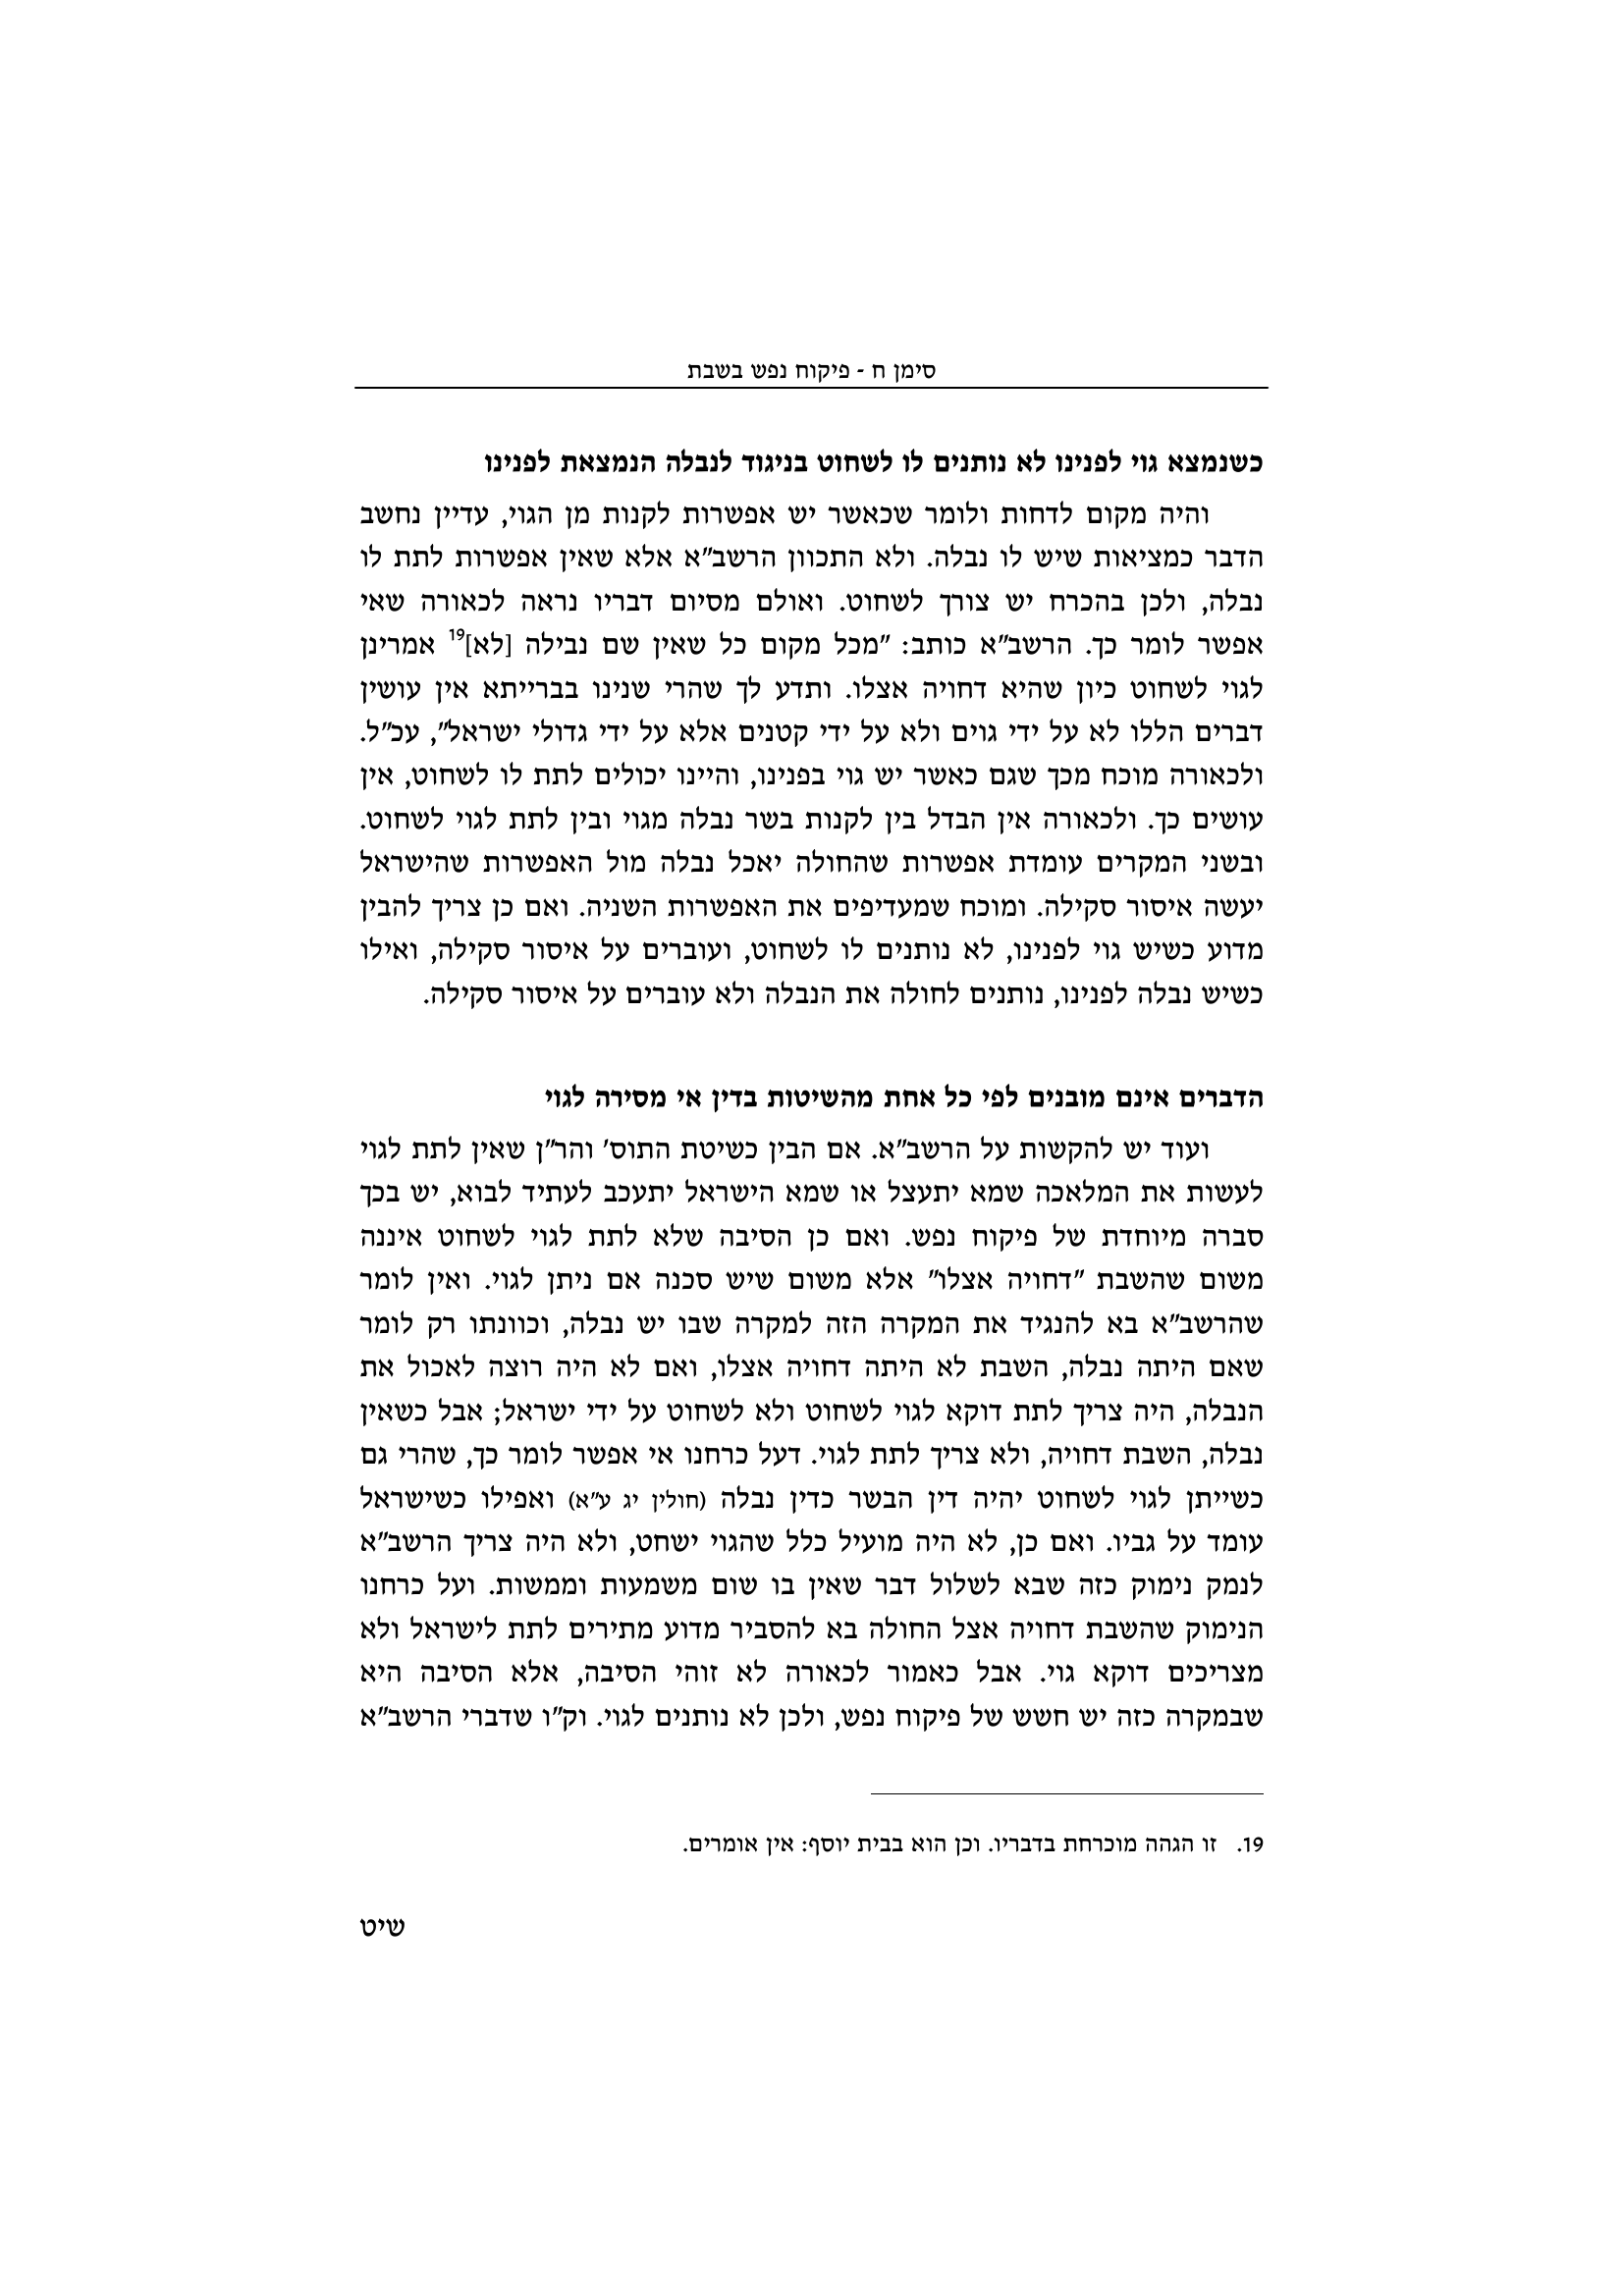 סימן ח - פיקוח נפש בשבת
כשנמצא גוי לפנינו לא נותנים לו לשחוט בניגוד לנבלה הנמצאת לפנינו
והיה מקום לדחות ולומר שכאשר יש אפשרות לקנות מן הגוי, עדיין נחשב
הדבר כמציאות שיש לו נבלה. ולא התכוון הרשב"א אלא שאין אפשרות לתת לו
נבלה, ולכן בהכרח יש צורך לשחוט. ואולם מסיום דבריו נראה לכאורה שאי
אפשר לומר כך. הרשב"א כותב: "מכל מקום כל שאין שם נבילה [לא]19 אמרינן
לגוי לשחוט כיון שהיא דחויה אצלו. ותדע לך שהרי שנינו בברייתא אין עושין
דברים הללו לא על ידי גוים ולא על ידי קטנים אלא על ידי גדולי ישראל", עכ"ל.
ולכאורה מוכח מכך שגם כאשר יש גוי בפנינו, והיינו יכולים לתת לו לשחוט, אין
עושים כך. ולכאורה אין הבדל בין לקנות בשר נבלה מגוי ובין לתת לגוי לשחוט.
ובשני המקרים עומדת אפשרות שהחולה יאכל נבלה מול האפשרות שהישראל
יעשה איסור סקילה. ומוכח שמעדיפים את האפשרות השניה. ואם כן צריך להבין
מדוע כשיש גוי לפנינו, לא נותנים לו לשחוט, ועוברים על איסור סקילה, ואילו
כשיש נבלה לפנינו, נותנים לחולה את הנבלה ולא עוברים על איסור סקילה.
הדברים אינם מובנים לפי כל אחת מהשיטות בדין אי מסירה לגוי
ועוד יש להקשות על הרשב"א. אם הבין כשיטת התוס' והר"ן שאין לתת לגוי
לעשות את המלאכה שמא יתעצל או שמא הישראל יתעכב לעתיד לבוא, יש בכך
סברה מיוחדת של פיקוח נפש. ואם כן הסיבה שלא לתת לגוי לשחוט איננה
משום שהשבת "דחויה אצלו" אלא משום שיש סכנה אם ניתן לגוי. ואין לומר
שהרשב"א בא להנגיד את המקרה הזה למקרה שבו יש נבלה, וכוונתו רק לומר
שאם היתה נבלה, השבת לא היתה דחויה אצלו, ואם לא היה רוצה לאכול את
הנבלה, היה צריך לתת דוקא לגוי לשחוט ולא לשחוט על ידי ישראל; אבל כשאין
נבלה, השבת דחויה, ולא צריך לתת לגוי. דעל כרחנו אי אפשר לומר כך, שהרי גם
כשייתן לגוי לשחוט יהיה דין הבשר כדין נבלה (חולין יג ע"א) ואפילו כשישראל
עומד על גביו. ואם כן, לא היה מועיל כלל שהגוי ישחט, ולא היה צריך הרשב"א
לנמק נימוק כזה שבא לשלול דבר שאין בו שום משמעות וממשות. ועל כרחנו
הנימוק שהשבת דחויה אצל החולה בא להסביר מדוע מתירים לתת לישראל ולא
מצריכים דוקא גוי. אבל כאמור לכאורה לא זוהי הסיבה, אלא הסיבה היא
שבמקרה כזה יש חשש של פיקוח נפש, ולכן לא נותנים לגוי. וק"ו שדברי הרשב"א
19. זו הגהה מוכרחת בדבריו. וכן הוא בבית יוסף: אין אומרים.
שיט